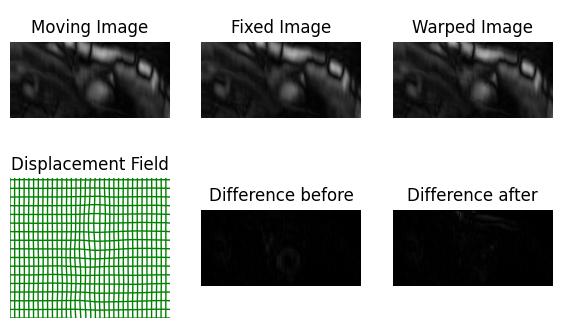 Moving Image
Fixed Image
Warped Image
Displacement Field
Difference before
Difference after